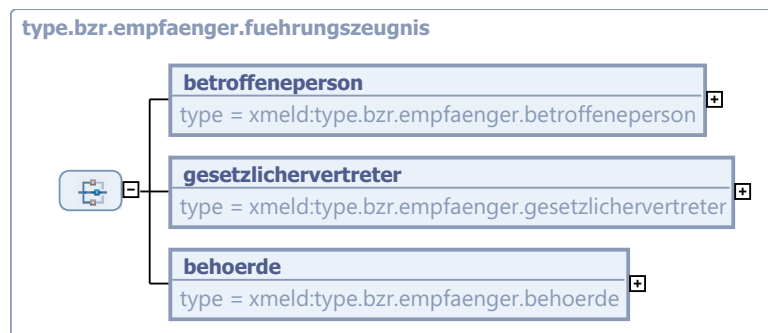 type.bzr.empfaenger.fuehrungszeugnis
betroffeneperson
type = xmeld:type.bzr.empfaenger.betroffeneperson
gesetzlichervertreter
type = xmeld:type.bzr.empfaenger.gesetzlichervertreter
behoerde
type = xmeld:type.bzr.empfaenger.behoerde